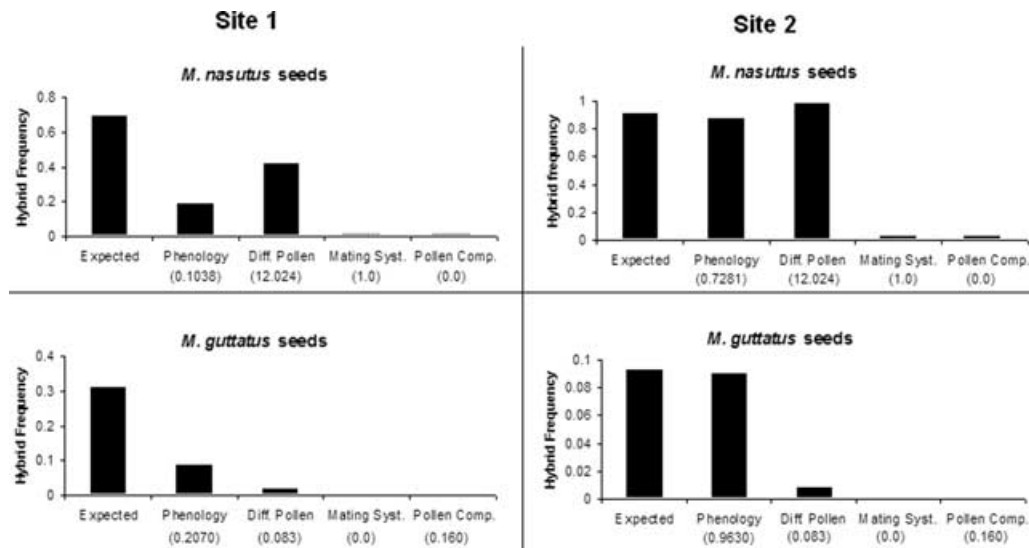 Site 1
Site 2
M. nasutus seeds
Hybrid Frequency
0.8
0.6
0.4
0.2
0
Expected Phenology Diff. Pollen Mating Syst. Pollen Comp.
(0.1038) (12.024) (1.0) (0.0)
M. nasutus seeds
Hybrid frequency
1
0.8
0.6
0.4
0.2
0
Expected Phenology Diff. Pollen Mating Syst. Pollen Comp.
(0.7281) (12.024) (1.0) (0.0)
M. guttatus seeds
Hybrid Frequency
0.4
0.3
0.2
0.1
0
Expected Phenology Diff. Pollen Mating Syst. Pollen Comp.
(0.2070) (0.083) (0.0) (0.160)
M. guttatus seeds
Hybrid Frequency
0.1
0.08
0.06
0.04
0.02
0
Expected Phenology Diff. Pollen Mating Syst. Pollen Comp.
(0.9630) (0.083) (0.0) (0.160)